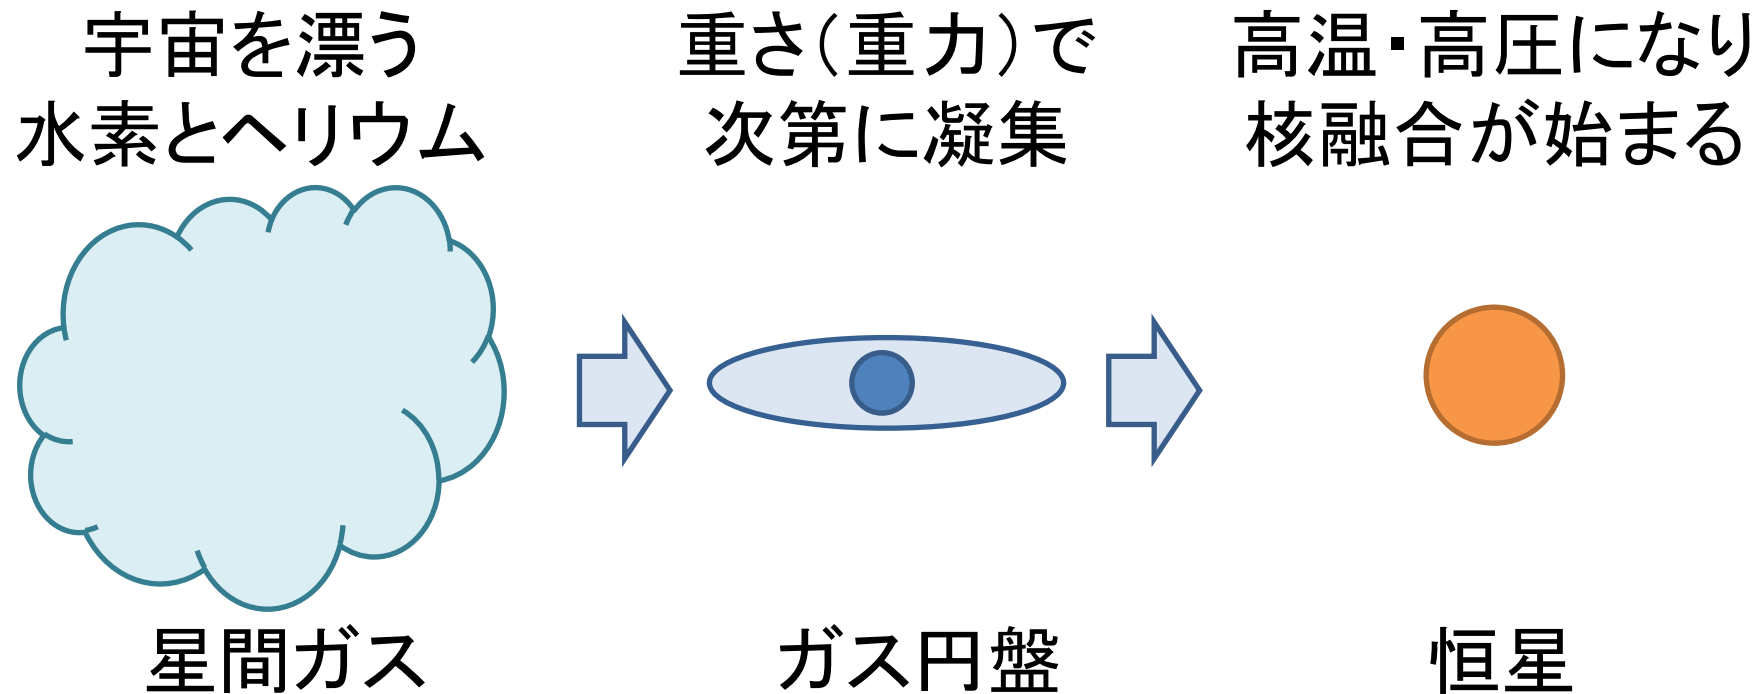 宇宙を漂う
水素とヘリウム
重さ(重力)で
次第に凝集
高温・高圧になり
核融合が始まる
星間ガス
ガス円盤
恒星